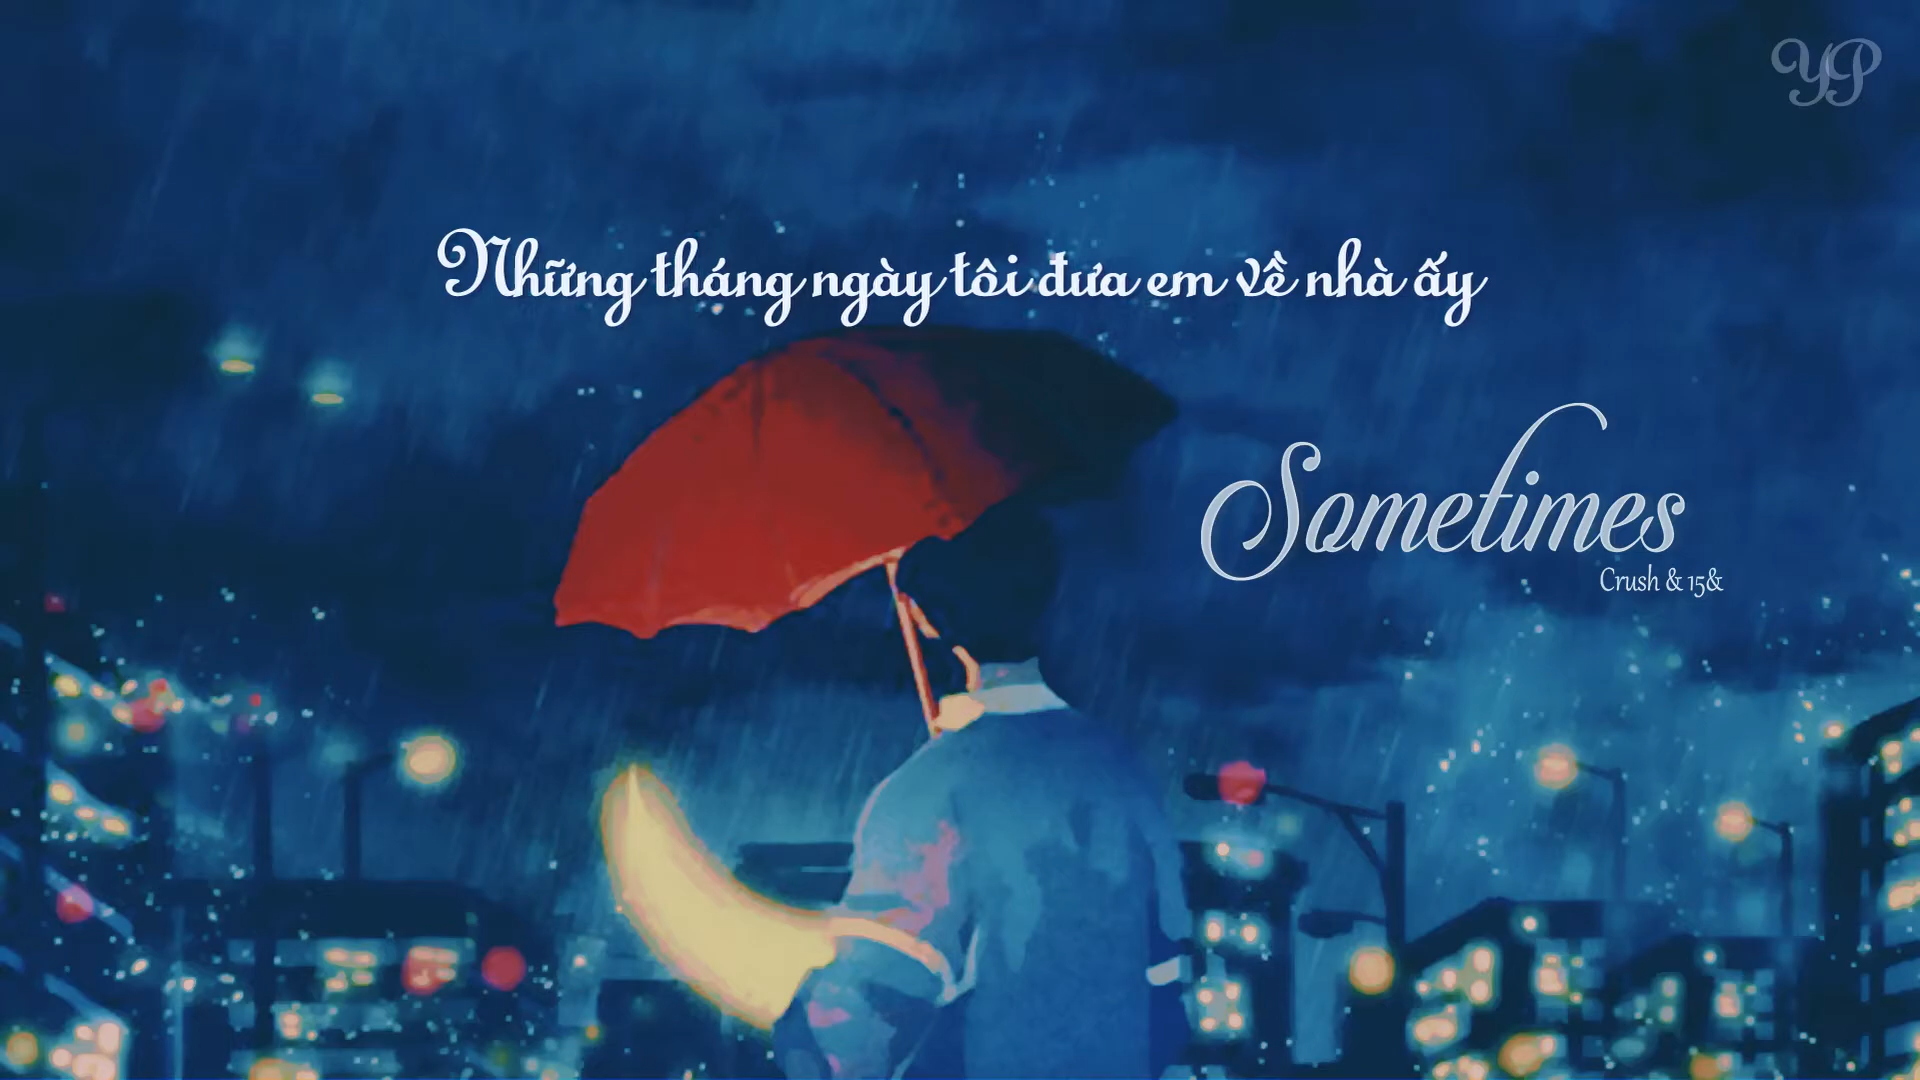 YP
Những tháng ngày tôi đưa em về nhà ấy
Sometimes
Crush & 15&